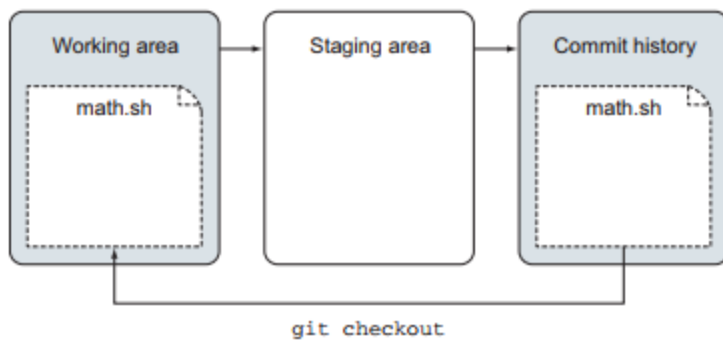 Working area
Staging area
Commit history
math.sh
math.sh
git checkout